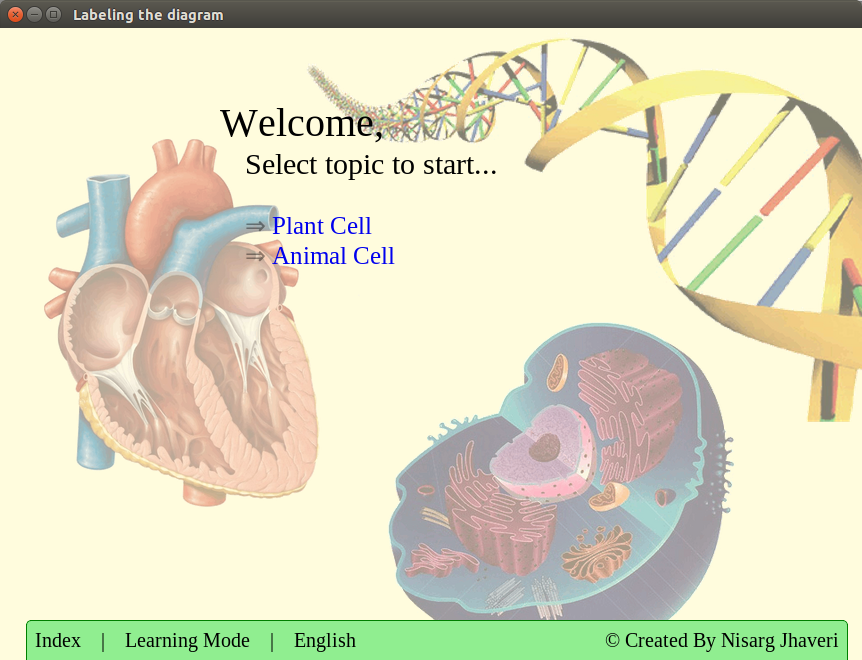 Labeling the diagram
Welcome,
Select topic to start...
⇒ Plant Cell
⇒ Animal Cell
Index | Learning Mode | English
© Created By Nisarg Jhaveri